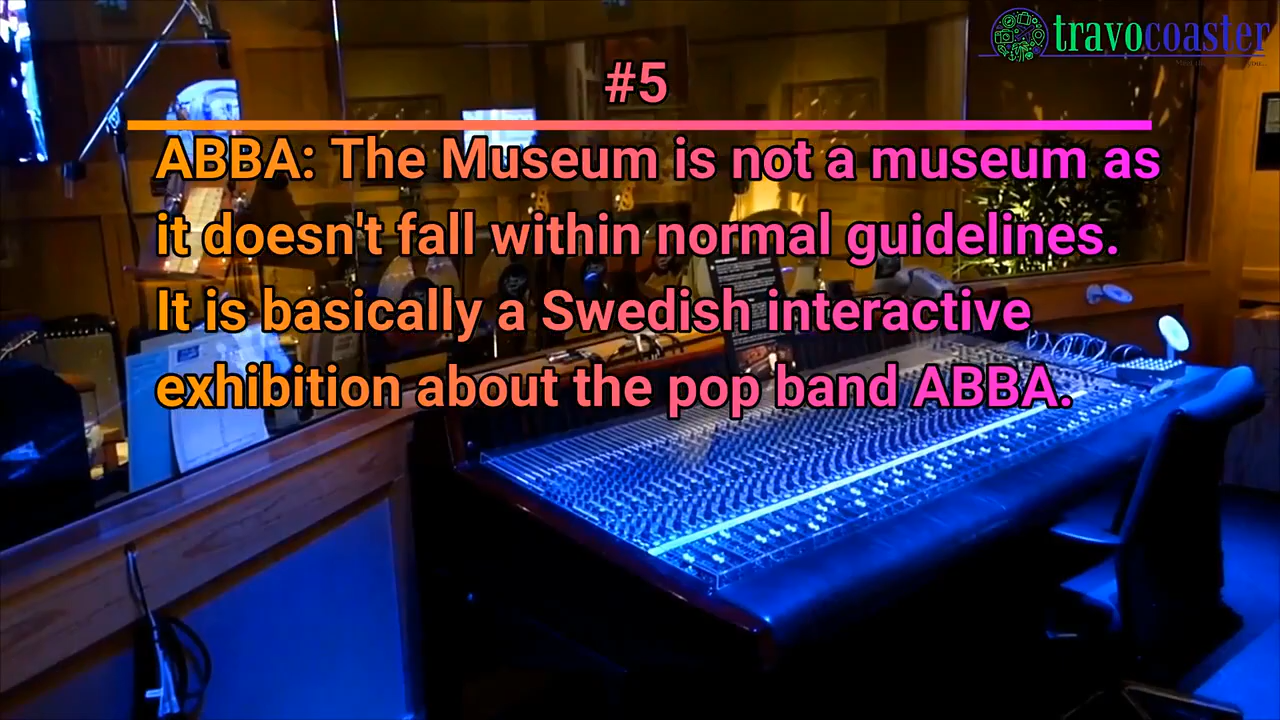 travocoaster
#5
ABBA: The Museum is not a museum as
it doesn't fall within normal guidelines.
It is basically a Swedish interactive
exhibition about the pop band ABBA.